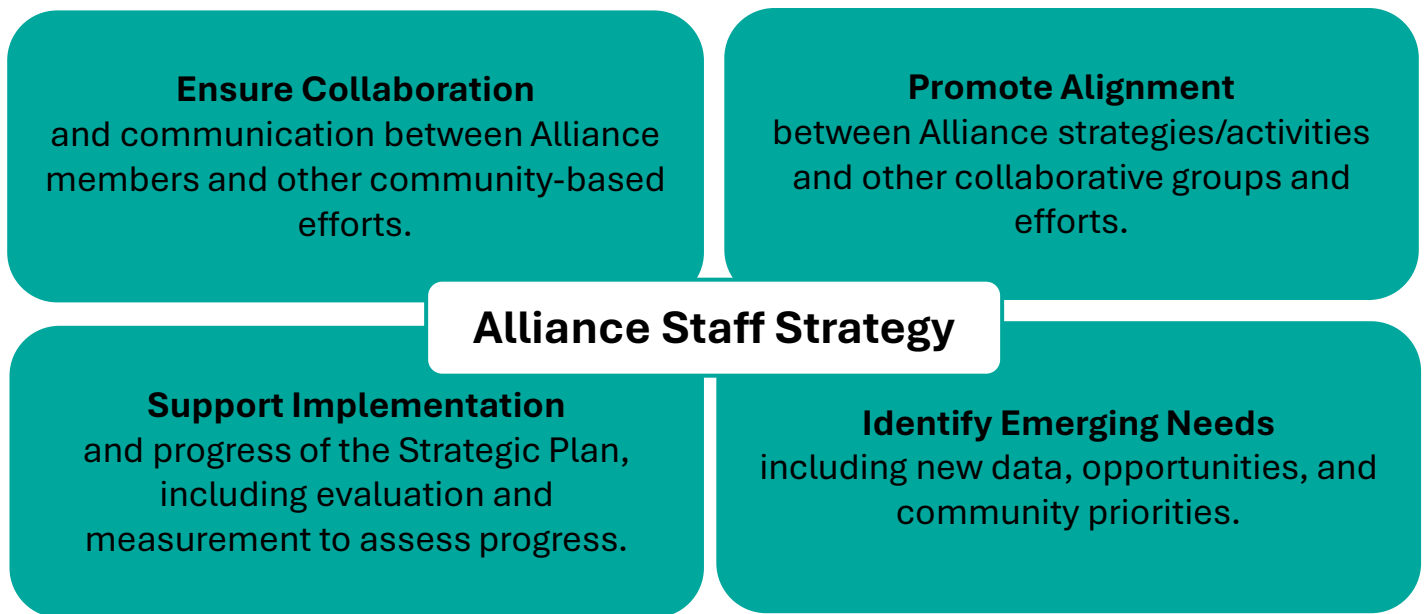 Ensure Collaboration
and communication between Alliance
members and other community-based
efforts.
Promote Alignment
between Alliance strategies/activities
and other collaborative groups and
efforts.
Alliance Staff Strategy
Support Implementation
and progress of the Strategic Plan,
including evaluation and
measurement to assess progress.
Identify Emerging Needs
including new data, opportunities, and
community priorities.